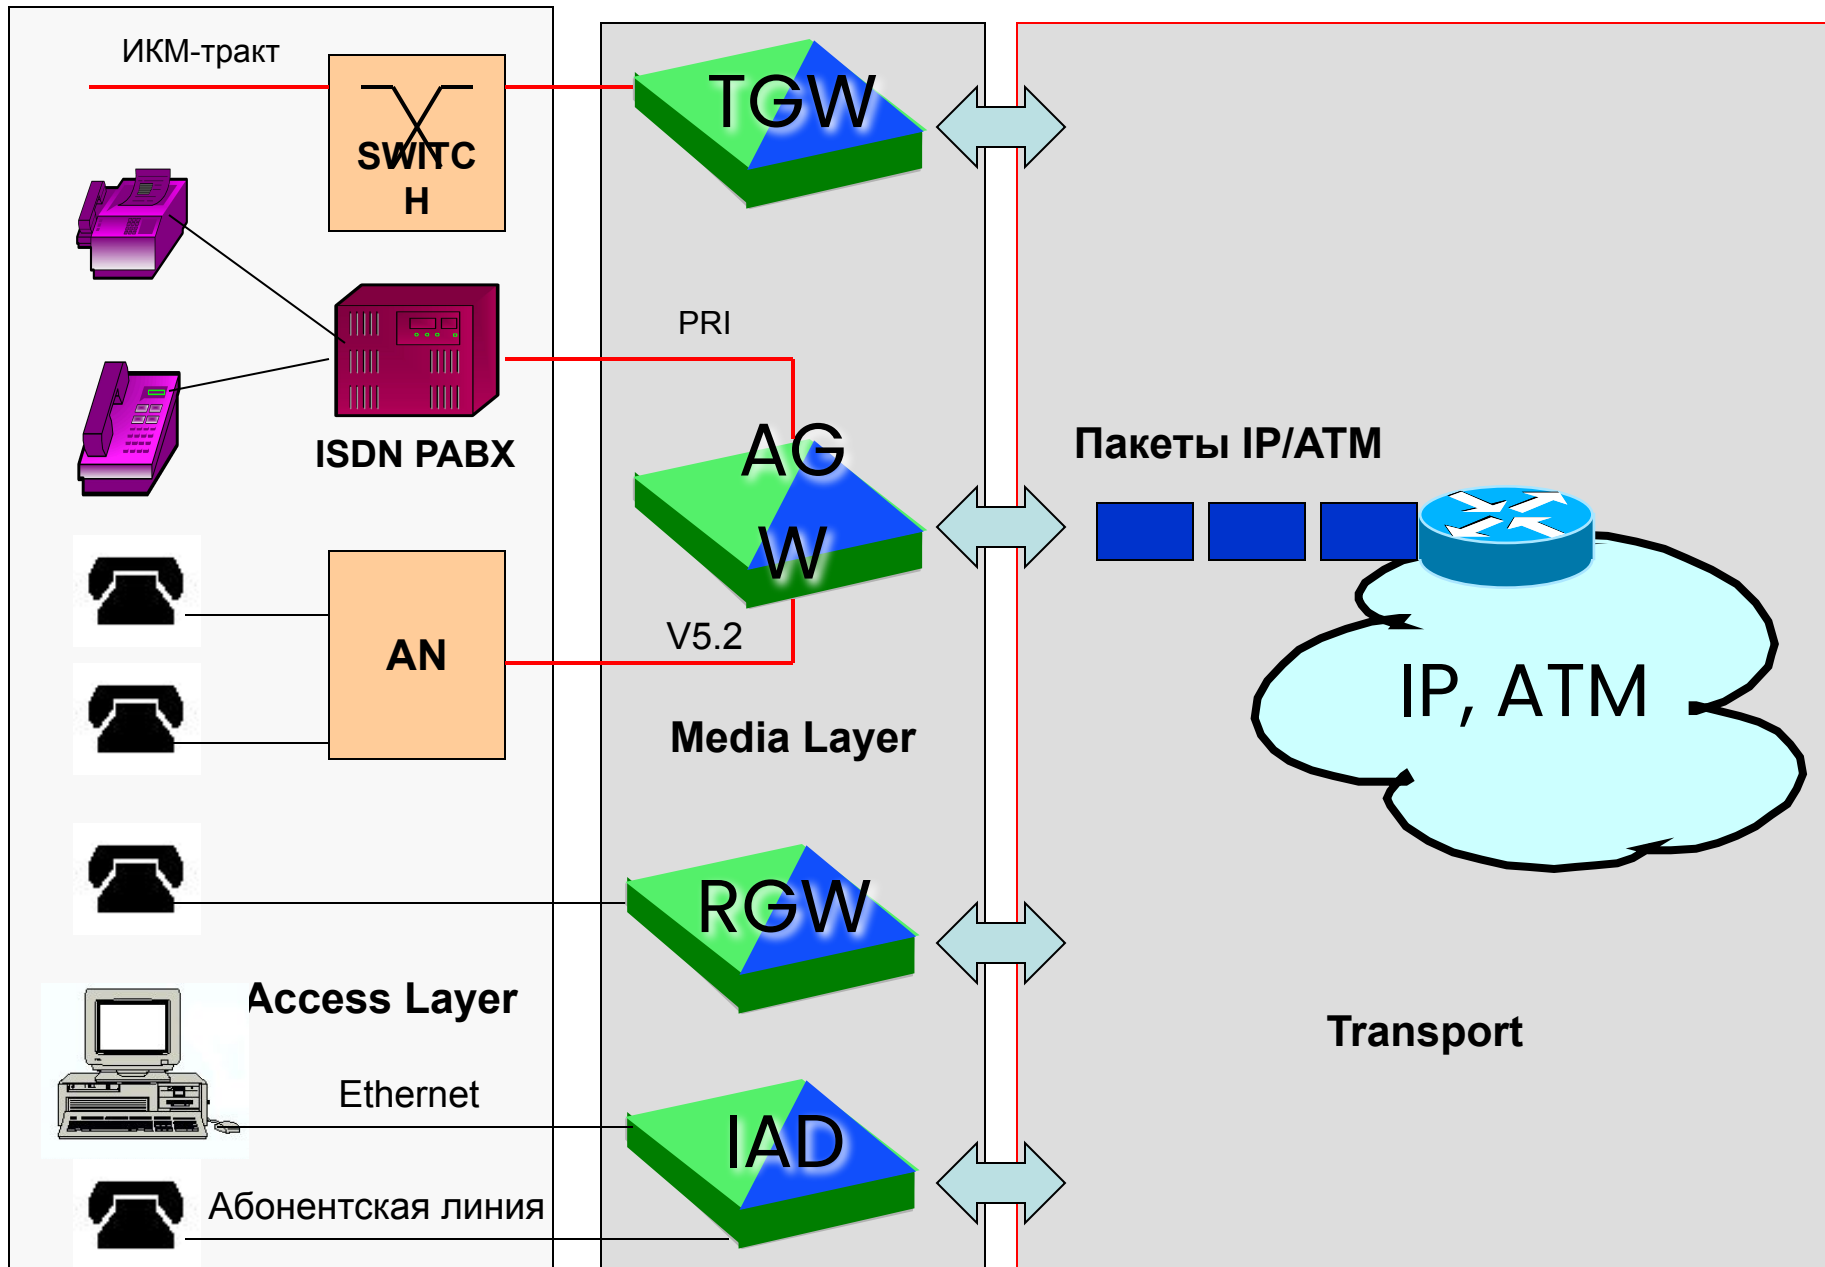 ИКМ-тракт
SWITC
H
TGW
PRI
ISDN PABX
AG
W
Пакеты IP/ATM
V5.2
AN
IP, ATM
Media Layer
RGW
Access Layer
Transport
Ethernet
IAD
Абонентская линия